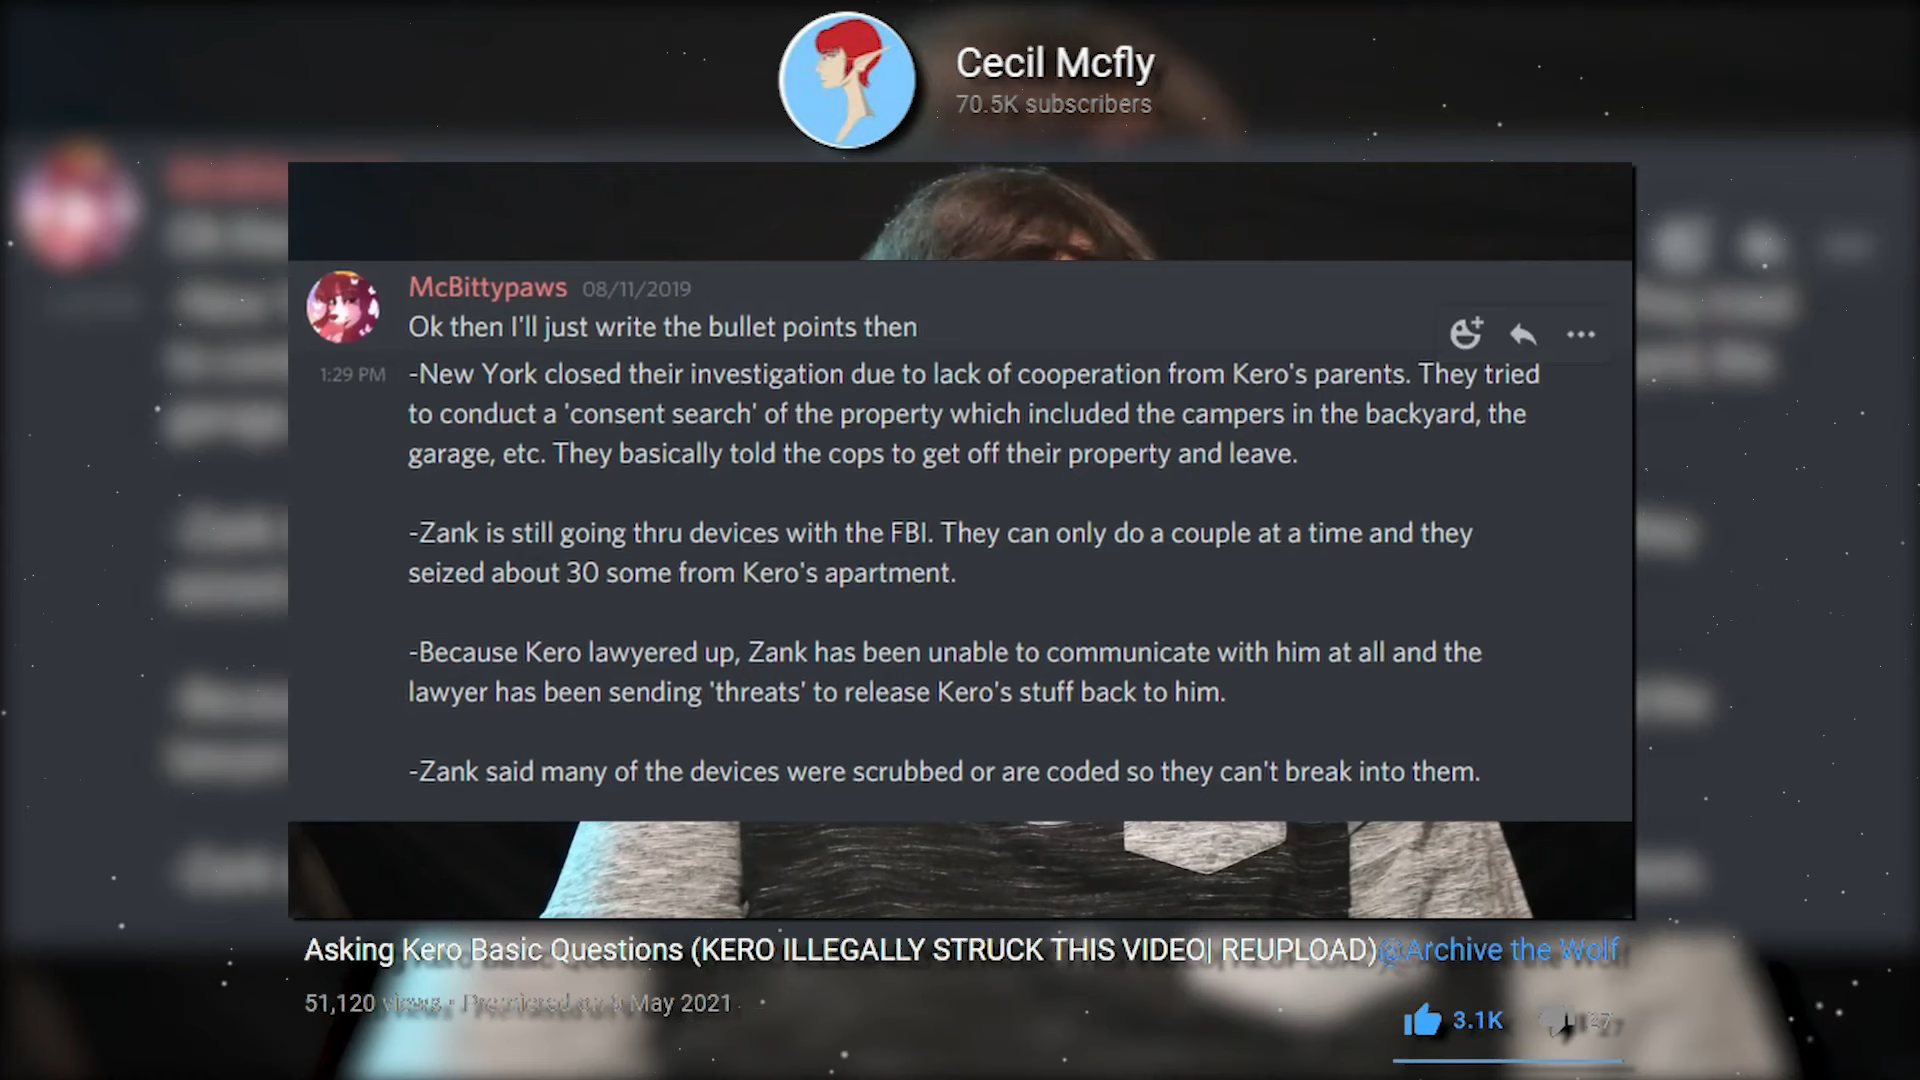 Cecil Mcfly
70.5K subscribers
McBittypaws 08/11/2019
Ok then I'll just write the bullet points then
1:29 PM -New York closed their investigation due to lack of cooperation from Kero's parents. They tried
to conduct a 'consent search' of the property which included the campers in the backyard, the
garage, etc. They basically told the cops to get off their property and leave.
-Zank is still going thru devices with the FBI. They can only do a couple at a time and they
seized about 30 some from Kero's apartment.
-Because Kero lawyered up, Zank has been unable to communicate with him at all and the
lawyer has been sending 'threats' to release Kero's stuff back to him.
-Zank said many of the devices were scrubbed or are coded so they can't break into them.
Asking Kero Basic Questions (KERO ILLEGALLY STRUCK THIS VIDEO| REUPLOAD)@Archive the Wolf
51,120 views · Premiered on May 2021
3.1K 27